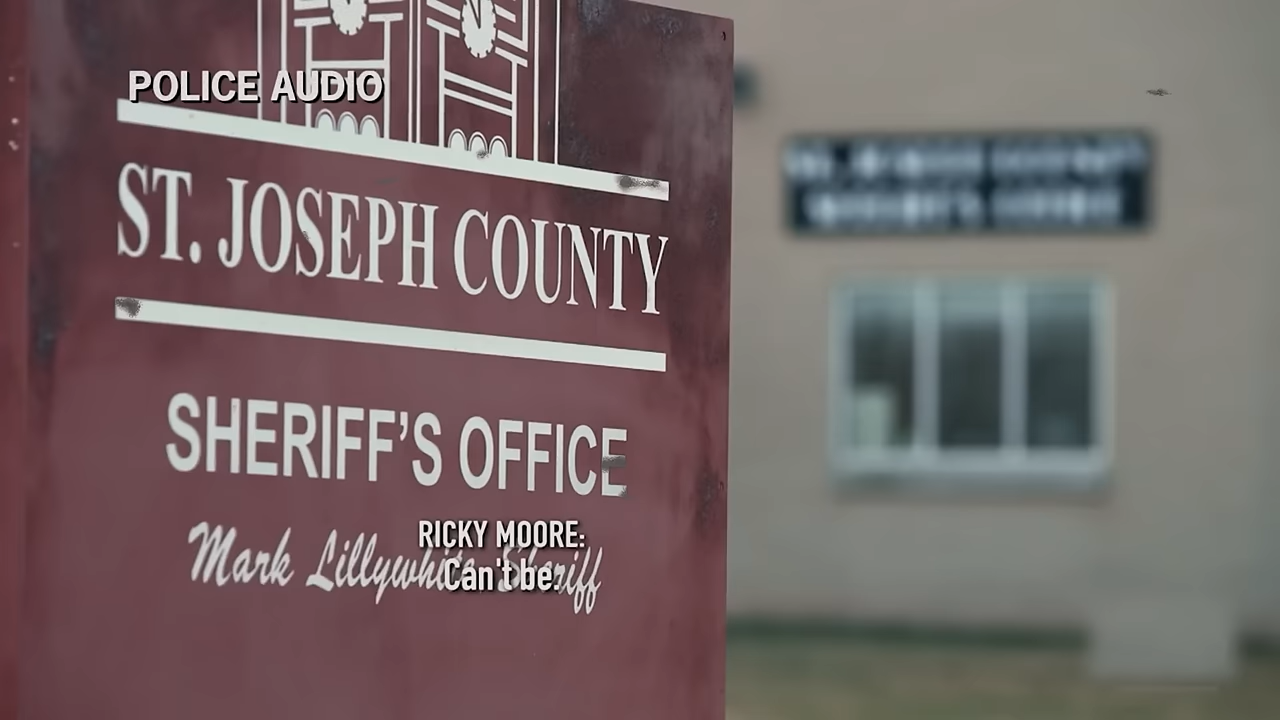 POLICE AUDIO
ST. JOSEPH COUNTY
SHERIFF'S OFFICE
Mark Lillywhite Sheriff
RICKY MOORE:
Can't be.